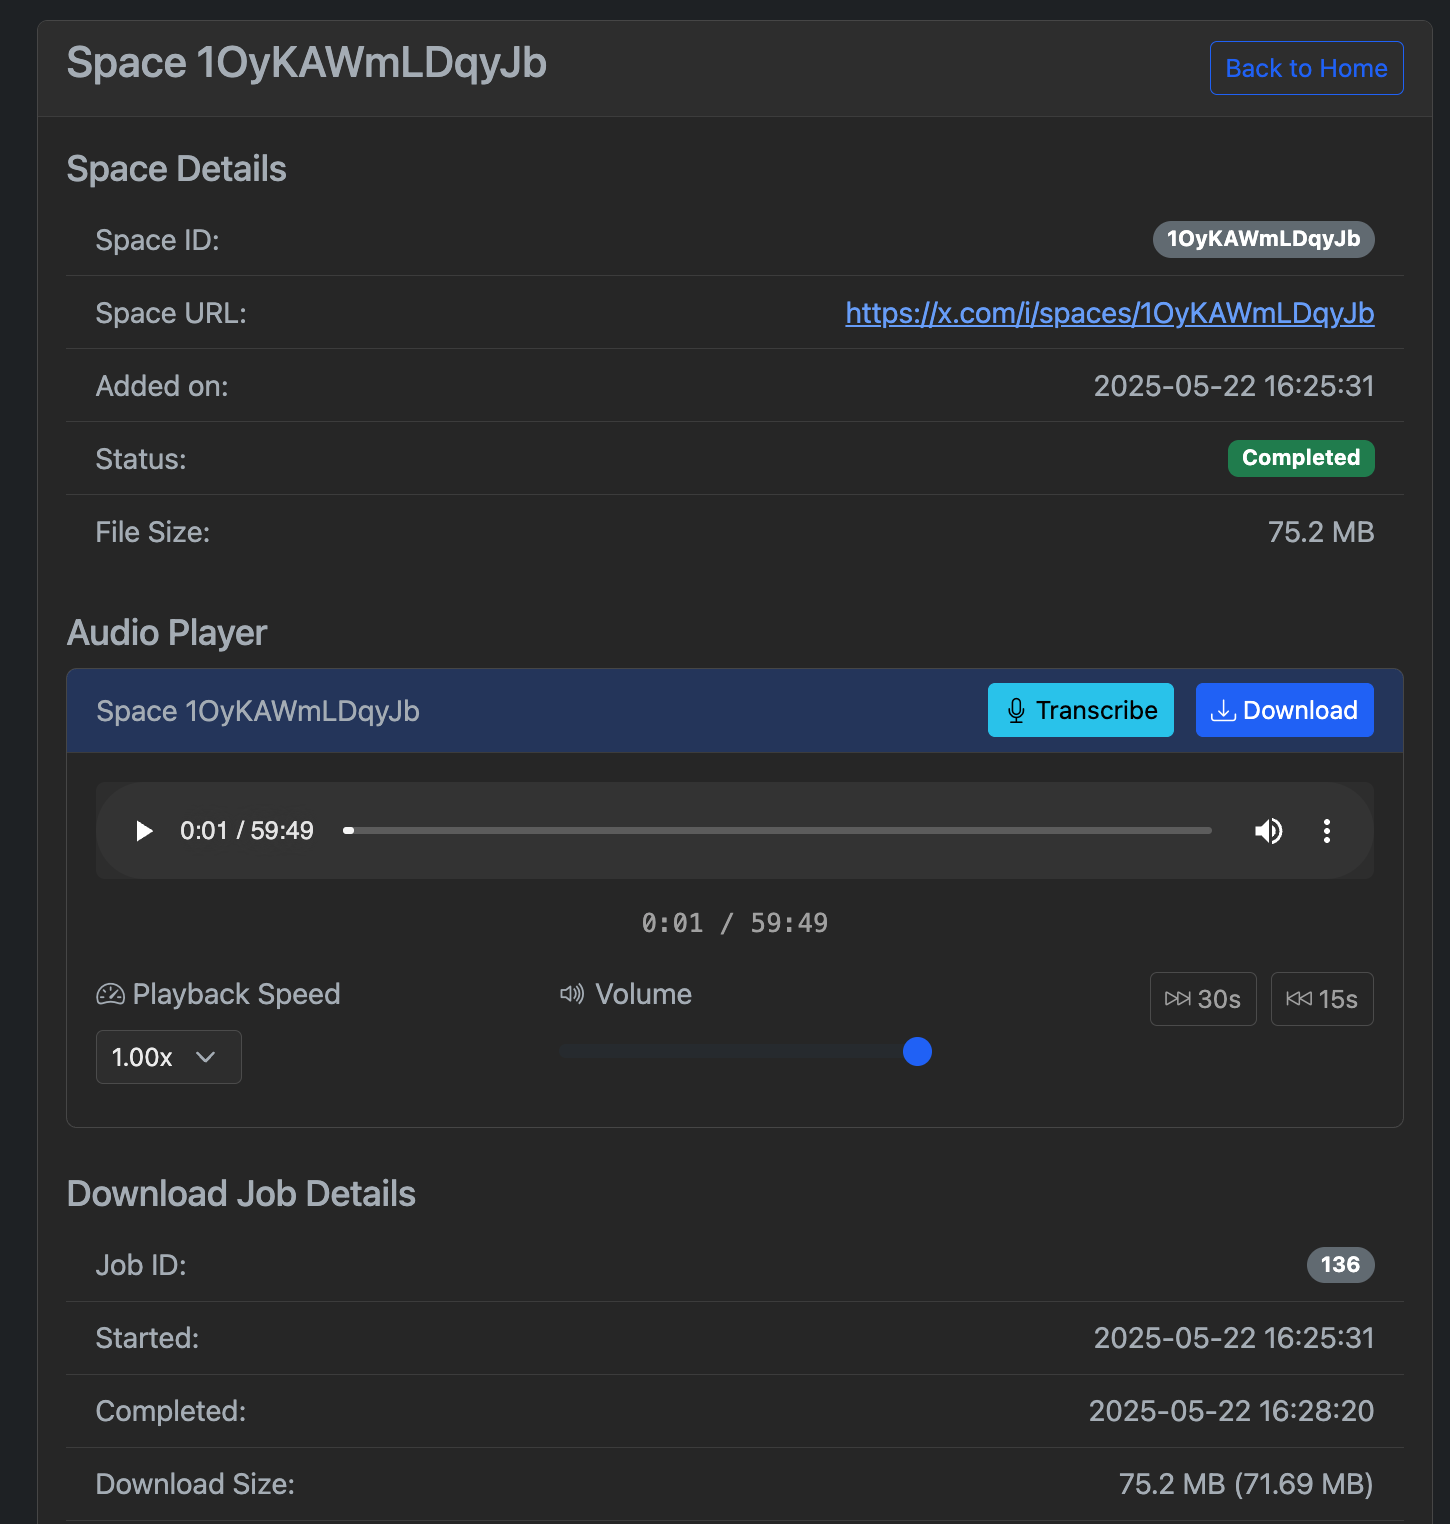 Space 1OyKAWmLDqyJb
Back to Home
Space Details
Space ID: 1OyKAWmLDqyJb
Space URL: https://x.com/i/spaces/1OyKAWmLDqyJb
Added on: 2025-05-22 16:25:31
Status: Completed
File Size: 75.2 MB
Audio Player
Space 1OyKAWmLDqyJb Transcribe Download
0:01 / 59:49
0:01 / 59:49
Playback Speed Volume 30s 15s
1.00x
Download Job Details
Job ID: 136
Started: 2025-05-22 16:25:31
Completed: 2025-05-22 16:28:20
Download Size: 75.2 MB (71.69 MB)